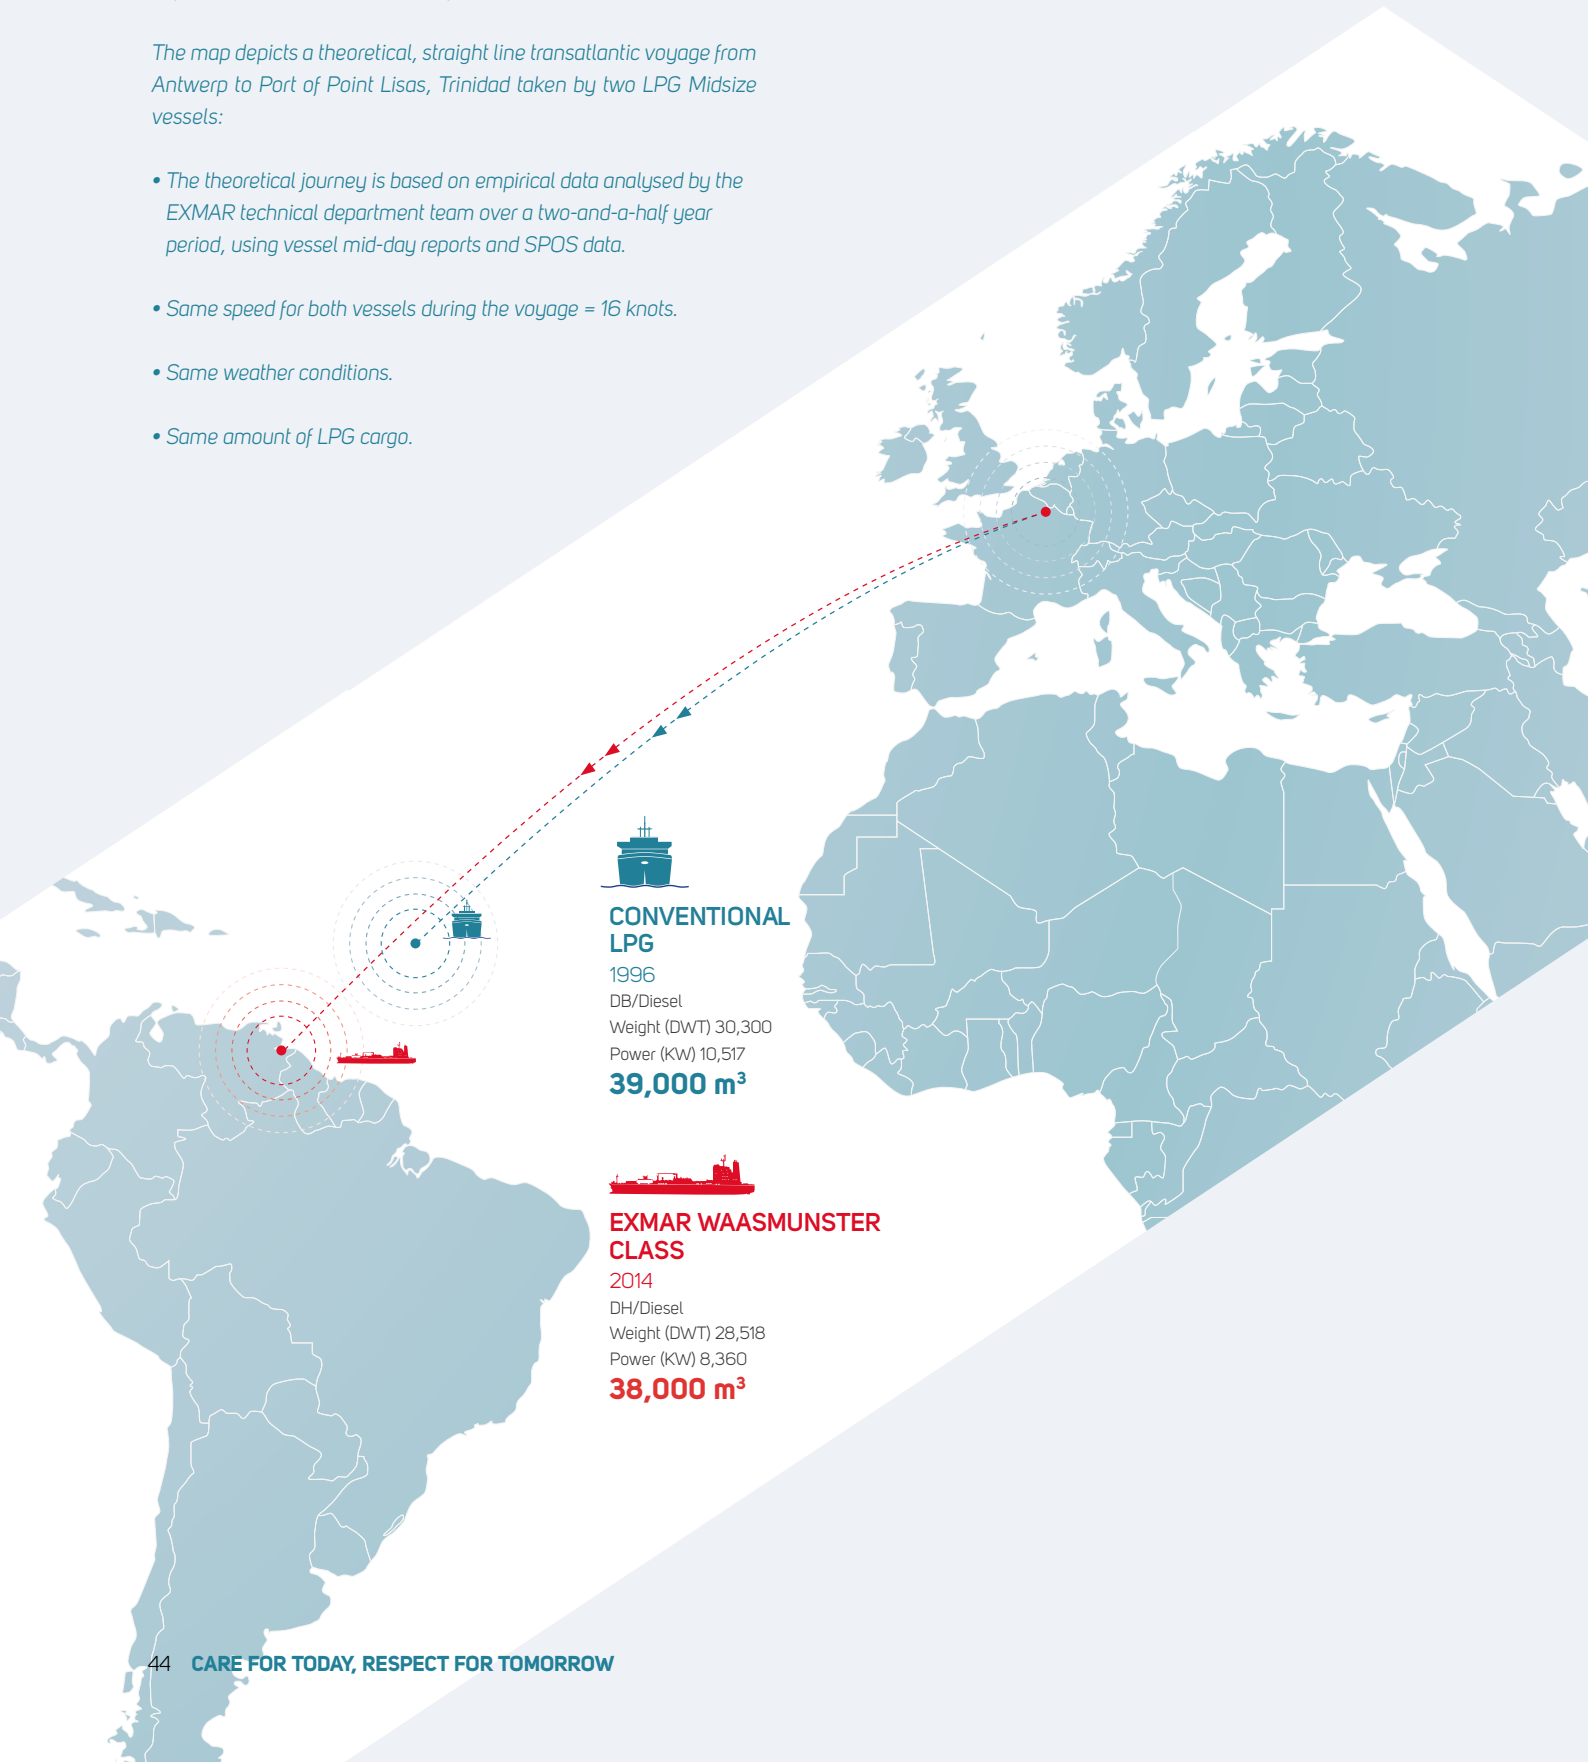 The map depicts a theoretical, straight line transatlantic voyage from
Antwerp to Port of Point Lisas, Trinidad taken by two LPG Midsize
vessels:
• The theoretical journey is based on empirical data analysed by the
EXMAR technical department team over a two-and-a-half year
period, using vessel mid-day reports and SPOS data.
• Same speed for both vessels during the voyage = 16 knots.
• Same weather conditions.
• Same amount of LPG cargo.
CONVENTIONAL
LPG
1996
DB/Diesel
Weight (DWT) 30,300
Power (KW) 10,517
39,000 m³
EXMAR WAASMUNSTER
CLASS
2014
DH/Diesel
Weight (DWT) 28,518
Power (KW) 8,360
38,000 m³
44 CARE FOR TODAY, RESPECT FOR TOMORROW